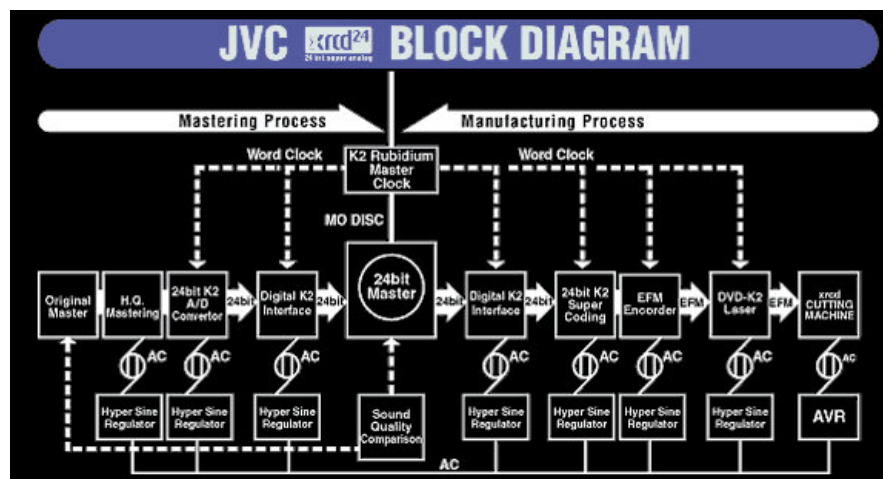 JVC xrcd24 BLOCK DIAGRAM
24 bit super analog
Mastering Process
Manufacturing Process
Word Clock
K2 Rubidium
Master
Clock
Word Clock
MO DISC
Original
Master
H.Q.
Mastering
24bit K2
A/D
Convertor
24bit
Digital K2
Interface
24bit
24bit
Master
24bit
Digital K2
Interface
24bit
24bit K2
Super
Coding
EFM
Encorder
EFM
DVD-K2
Laser
EFM
xrcd
CUTTING
MACHINE
AC
AC
AC
AC
AC
AC
AC
AC
Hyper Sine
Regulator
Hyper Sine
Regulator
Hyper Sine
Regulator
Sound
Quality
Comparison
Hyper Sine
Regulator
Hyper Sine
Regulator
Hyper Sine
Regulator
Hyper Sine
Regulator
AVR
AC